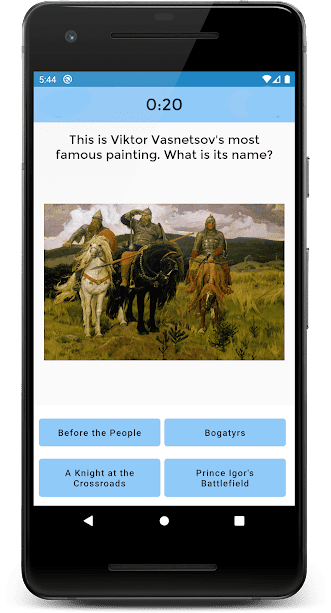 5:44
0:20
This is Viktor Vasnetsov's most
famous painting. What is its name?
Before the People
Bogatyrs
A Knight at the
Crossroads
Prince Igor's
Battlefield